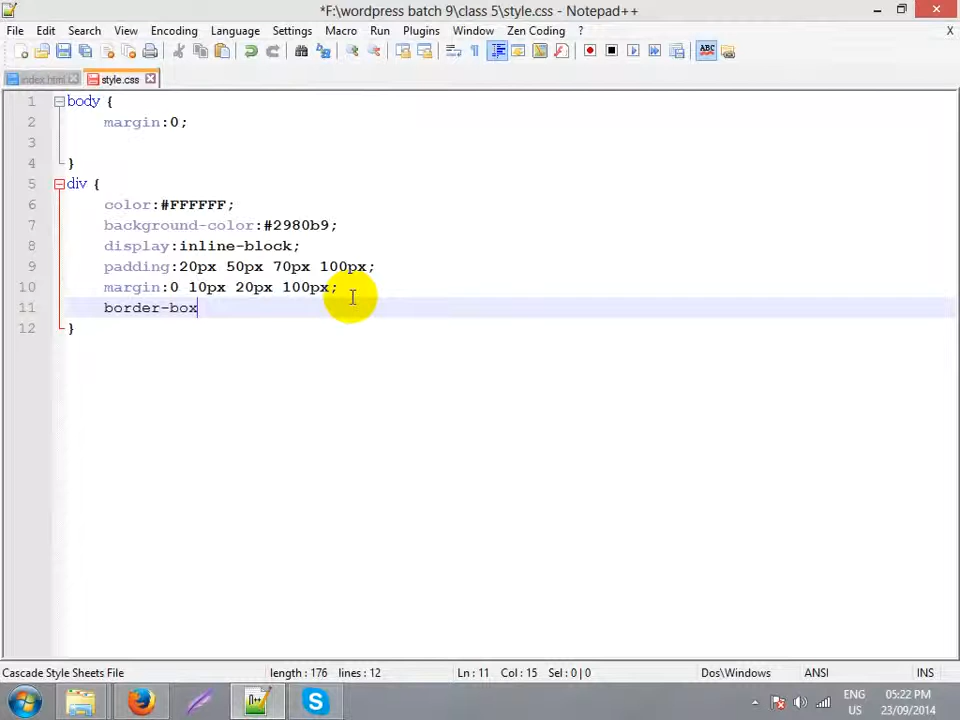 *F:\wordpress batch 9\class 5\style.css - Notepad++
File Edit Search View Encoding Language Settings Macro Run Plugins Window Zen Coding ? X
ABC
index.html style.css
1 body {
2 margin:0;
3
4 }
5 div {
6 color:#FFFFFF;
7 background-color:#2980b9;
8 display:inline-block;
9 padding:20px 50px 70px 100px;
10 margin:0 10px 20px 100px;
11 border-box
12 }
Cascade Style Sheets File length : 176 lines : 12 Ln : 11 Col : 15 Sel : 0 | 0 Dos\Windows ANSI INS
ENG 05:22 PM
US 23/09/2014